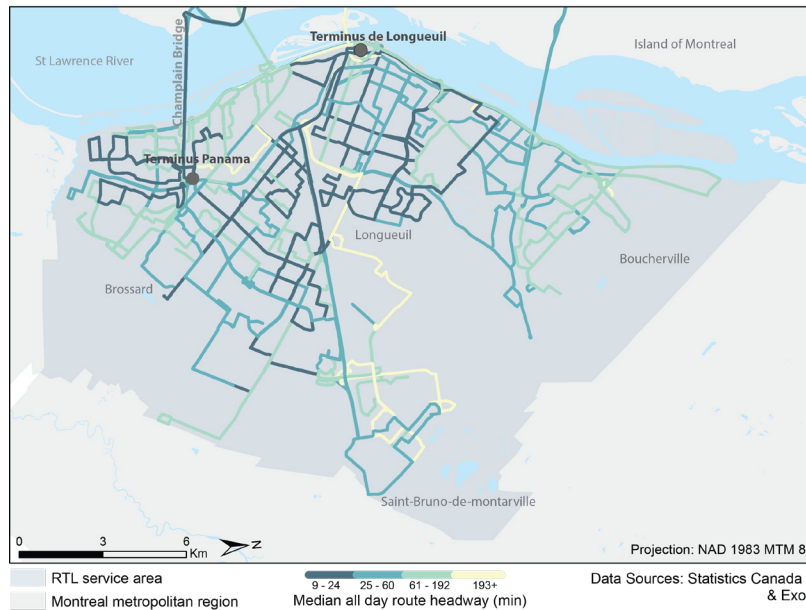 Terminus de Longueuil
Island of Montreal
St Lawrence River
Champlain Bridge
Terminus Panama
Longueuil
Boucherville
Brossard
Saint-Bruno-de-montarville
0 3 6
Km
N
Projection: NAD 1983 MTM 8
RTL service area
Montreal metropolitan region
9 - 24 25 - 60 61 - 192 193+
Median all day route headway (min)
Data Sources: Statistics Canada
& Exo